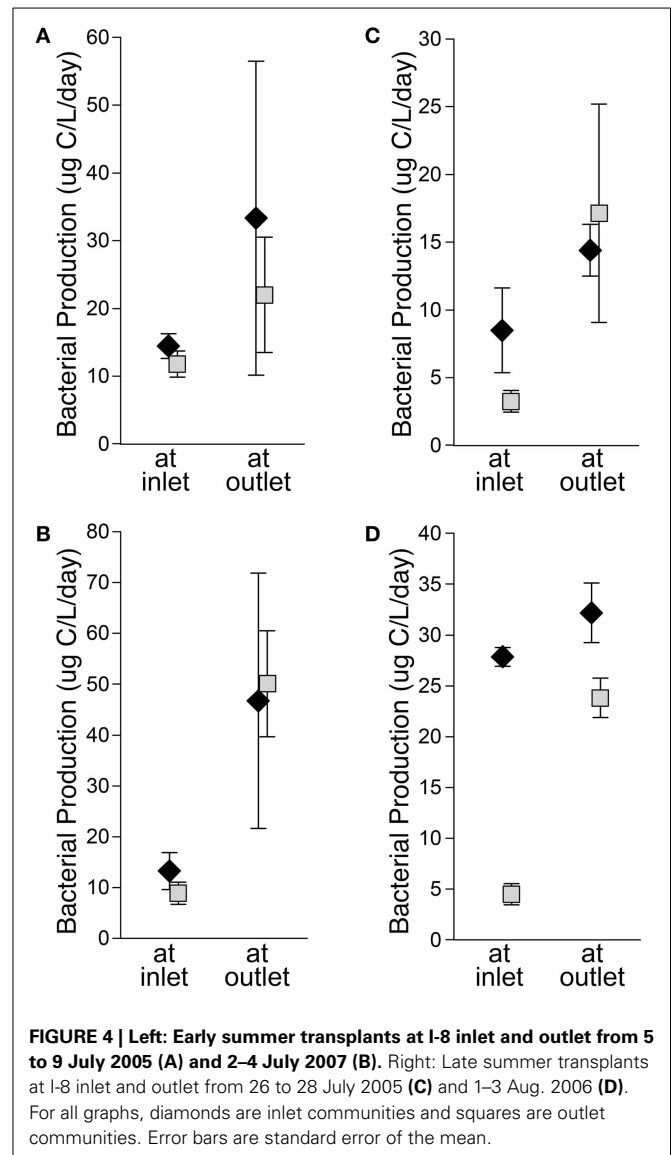 A
Bacterial Production (ug C/L/day)
60
50
40
30
20
10
0
at at
inlet outlet
C
Bacterial Production (ug C/L/day)
30
25
20
15
10
5
0
at at
inlet outlet
B
Bacterial Production (ug C/L/day)
80
70
60
50
40
30
20
10
0
at at
inlet outlet
D
Bacterial Production (ug C/L/day)
40
35
30
25
20
15
10
5
0
at at
inlet outlet
FIGURE 4 | Left: Early summer transplants at I-8 inlet and outlet from 5
to 9 July 2005 (A) and 2–4 July 2007 (B). Right: Late summer transplants
at I-8 inlet and outlet from 26 to 28 July 2005 (C) and 1–3 Aug. 2006 (D).
For all graphs, diamonds are inlet communities and squares are outlet
communities. Error bars are standard error of the mean.